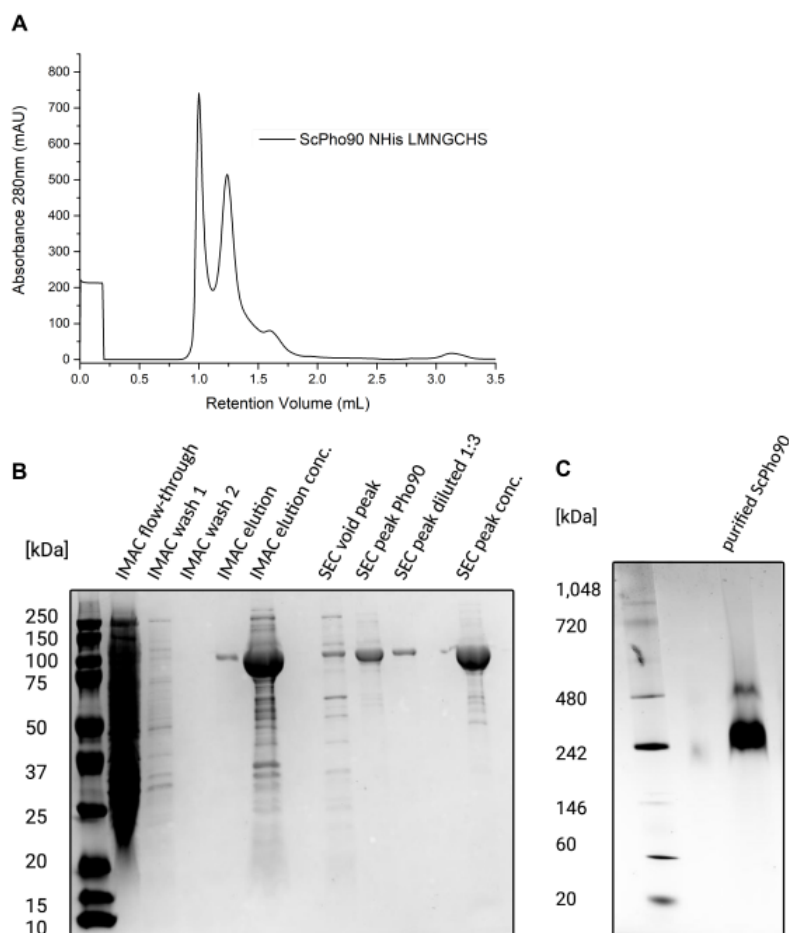 A
800
700
600
500
400
300
200
100
0
Absorbance 280nm (mAU)
ScPho90 NHis LMNGCHS
0.0 0.5 1.0 1.5 2.0 2.5 3.0 3.5
Retention Volume (mL)
B
[kDa]
IMAC flow-through
IMAC wash 1
IMAC wash 2
IMAC elution
IMAC elution conc.
SEC void peak
SEC peak Pho90
SEC peak diluted 1:3
SEC peak conc.
250
150
100
75
50
37
25
20
15
10
C
[kDa]
purified ScPho90
1,048
720
480
242
146
60
20